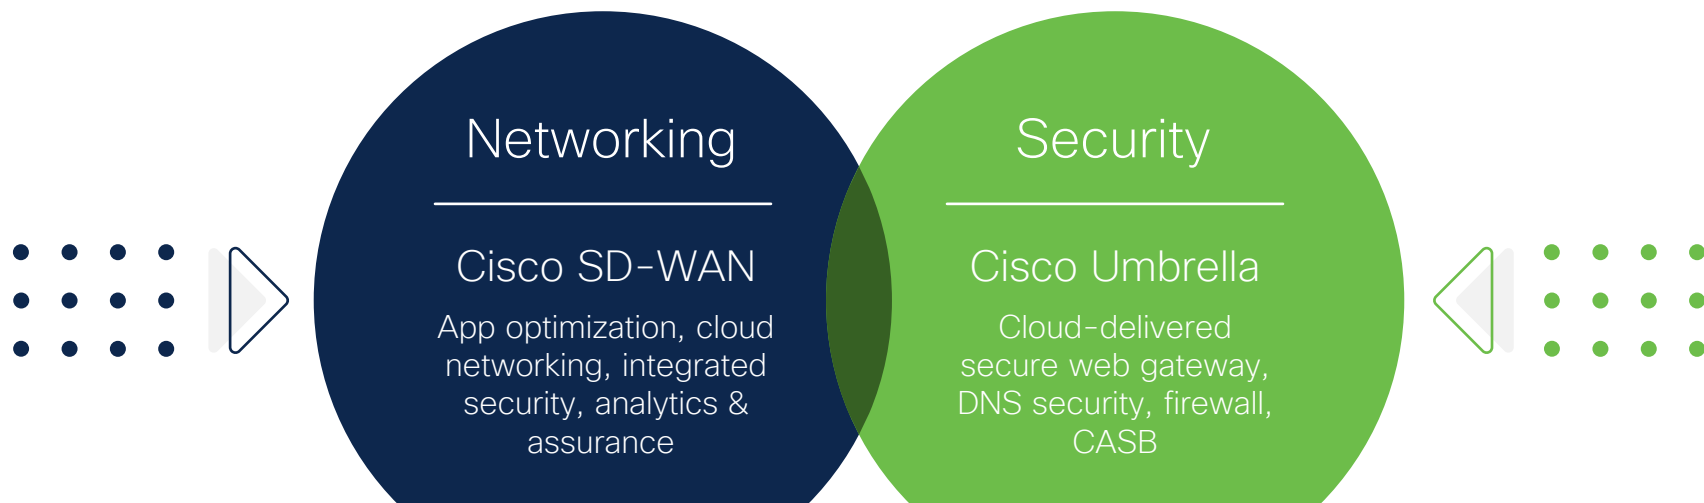 Networking
Cisco SD-WAN
App optimization, cloud
networking, integrated
security, analytics &
assurance
Security
Cisco Umbrella
Cloud-delivered
secure web gateway,
DNS security, firewall,
CASB